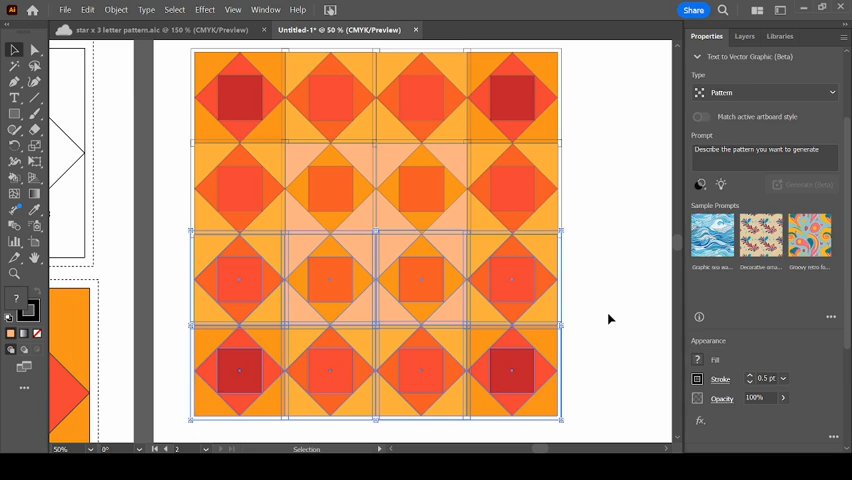 Ai File Edit Object Type Select Effect View Window Help
Share
star x 3 letter pattern.aic @ 150 % (CMYK/Preview) ×
Untitled-1* @ 50 % (CMYK/Preview) ×
Properties Layers Libraries
Text to Vector Graphic (Beta)
Type
Pattern
Match active artboard style
Prompt
Describe the pattern you want to generate
Generate (Beta)
Sample Prompts
Graphic sea wa...
Decorative orna...
Groovy retro fo...
Appearance
? Fill
Stroke 0.5 pt
Opacity 100%
fx.
?
50% 0° 2 Selection